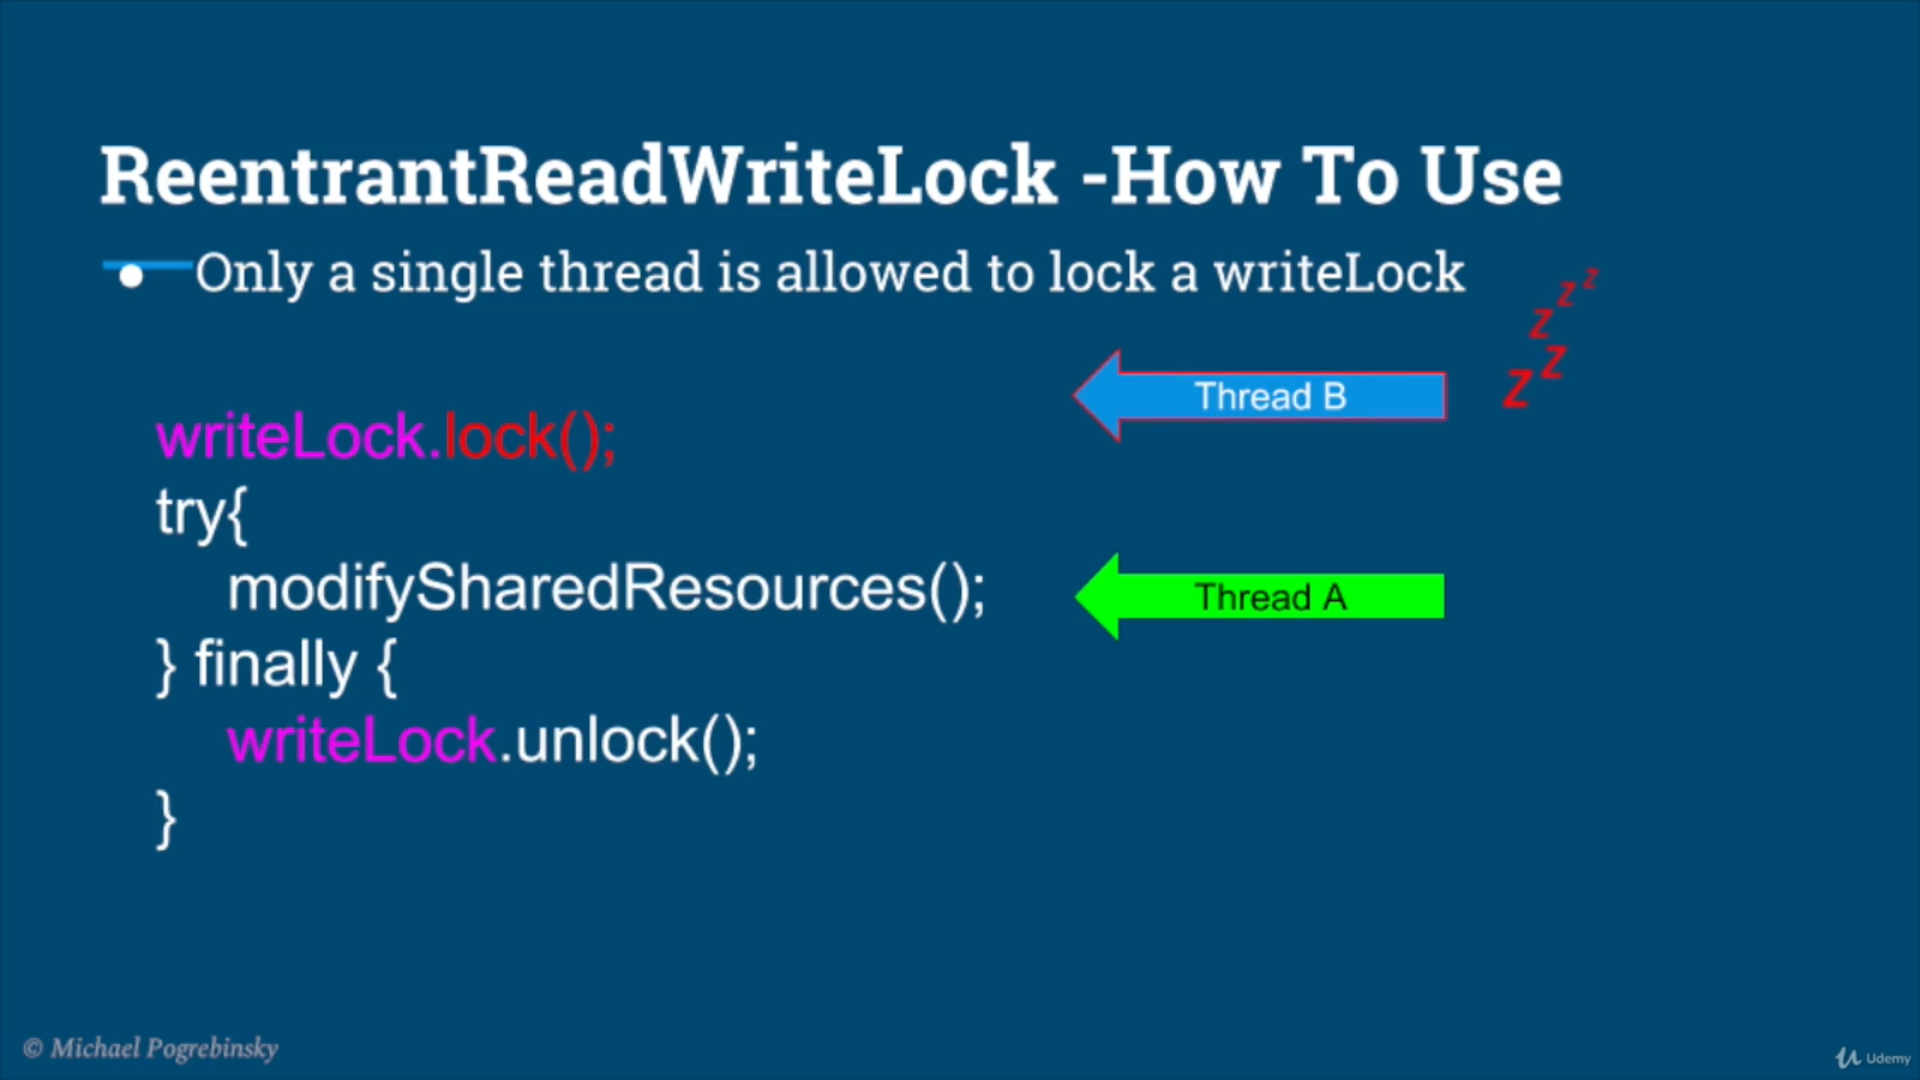 ReentrantReadWriteLock -How To Use
Only a single thread is allowed to lock a writeLock
z
z
z
z
z
Thread B
writeLock.lock();
try{
modifySharedResources();
Thread A
} finally {
writeLock.unlock();
}
© Michael Pogrebinsky
Udemy